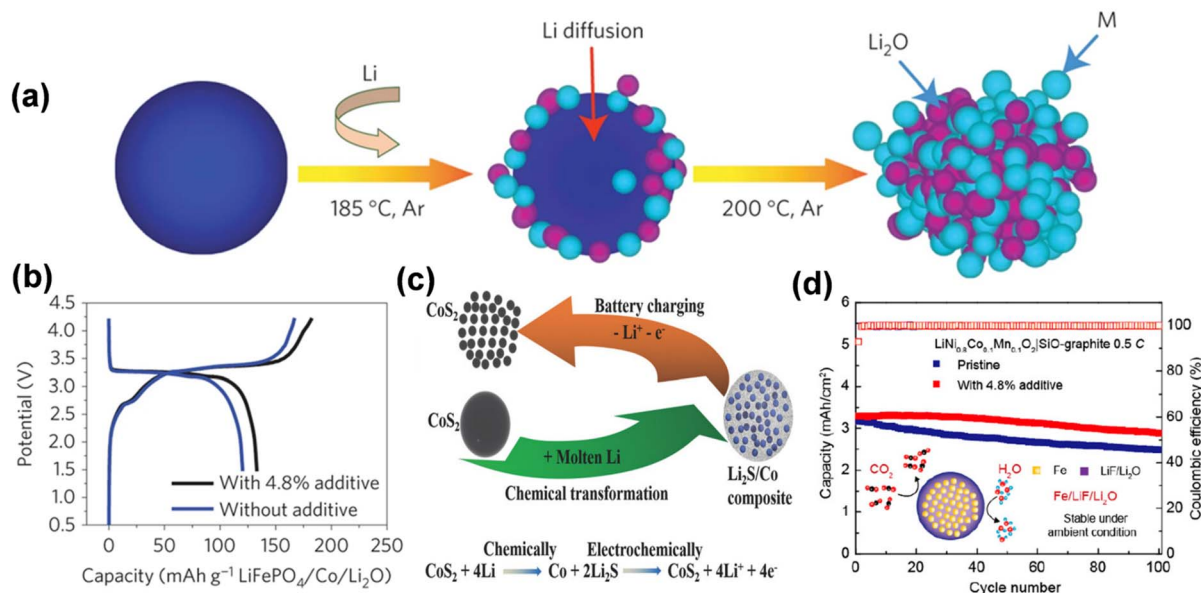 (a)
Li
185 °C, Ar
Li diffusion
200 °C, Ar
Li₂O
M
(b)
4.5
4.0
3.5
3.0
2.5
2.0
1.5
1.0
0.5
Potential (V)
With 4.8% additive
Without additive
0
50
100
150
200
250
Capacity (mAh g⁻¹ LiFePO₄/Co/Li₂O)
(c)
CoS₂
Battery charging
- Li⁺ - e⁻
CoS₂
+ Molten Li
Chemical transformation
Li₂S/Co
composite
Chemically
Electrochemically
CoS₂ + 4Li
Co + 2Li₂S
CoS₂ + 4Li⁺ + 4e⁻
(d)
6
5
4
3
2
1
0
Capacity (mAh/cm²)
LiNi₀.₈Co₀.₁Mn₀.₁O₂|SiO-graphite 0.5 C
Pristine
With 4.8% additive
CO₂
H₂O
Fe
LiF/Li₂O
Fe/LiF/Li₂O
Stable under
ambient condition
100
80
60
40
20
0
Coulombic efficiency (%)
0
20
40
60
80
100
Cycle number